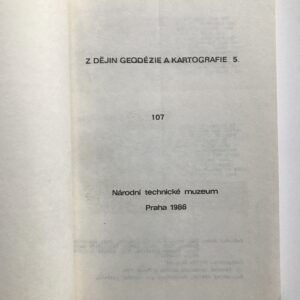 Z DĚJIN GEODÉZIE A KARTOGRAFIE 5.
107
Národní technické muzeum
Praha 1986